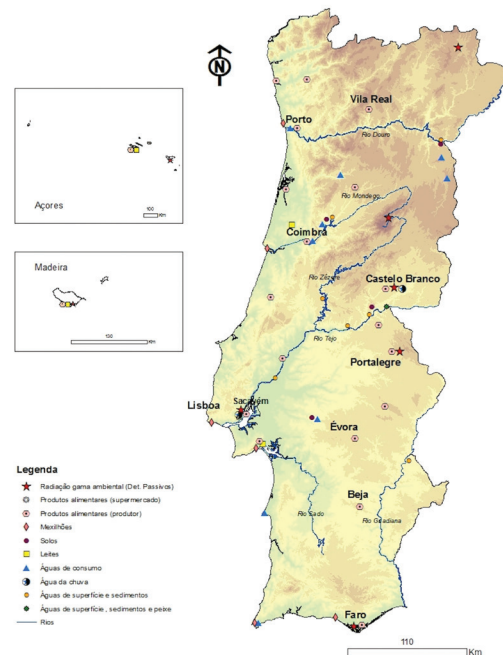 N
Açores
100
Km
Madeira
130
Km
Porto
Vila Real
Rio Douro
Rio Mondego
Coimbra
Rio Zêzere
Castelo Branco
Rio Tejo
Portalegre
Lisboa
Sacavém
Évora
Beja
Rio Sado
Rio Guadiana
Faro
110
Km
Legenda
Radiação gama ambiental (Det. Passivos)
Produtos alimentares (supermercado)
Produtos alimentares (produtor)
Mexilhões
Solos
Leites
Águas de consumo
Água da chuva
Águas de superfície e sedimentos
Águas de superfície, sedimentos e peixe
Rios